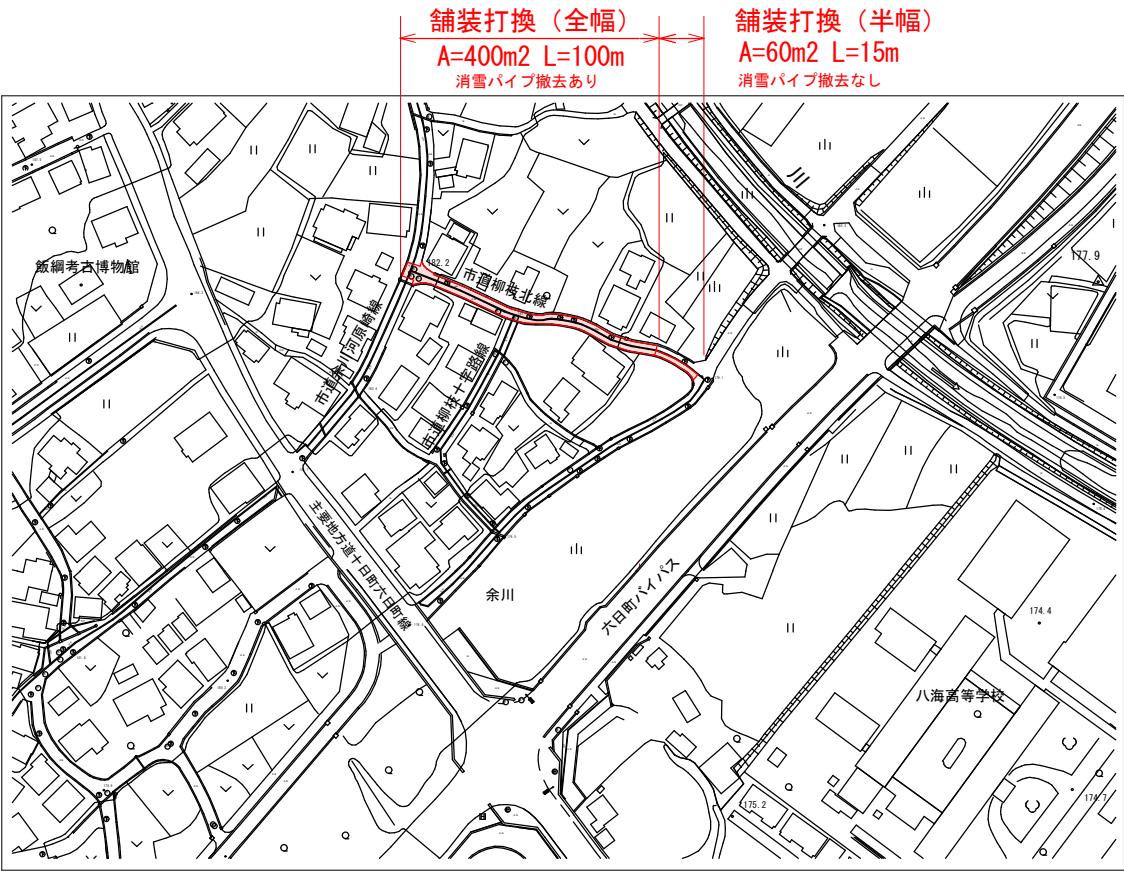 舗装打換（全幅）
A=400m2 L=100m
消雪パイプ撤去あり
舗装打換（半幅）
A=60m2 L=15m
消雪パイプ撤去なし
川
飯綱考古博物館
182.2
市道柳枝北線
177.9
市道余川河原崎線
市道柳枝十字路線
主要地方道十日町六日町線
余川
六日町バイパス
174.4
八海高等学校
175.2
174.7